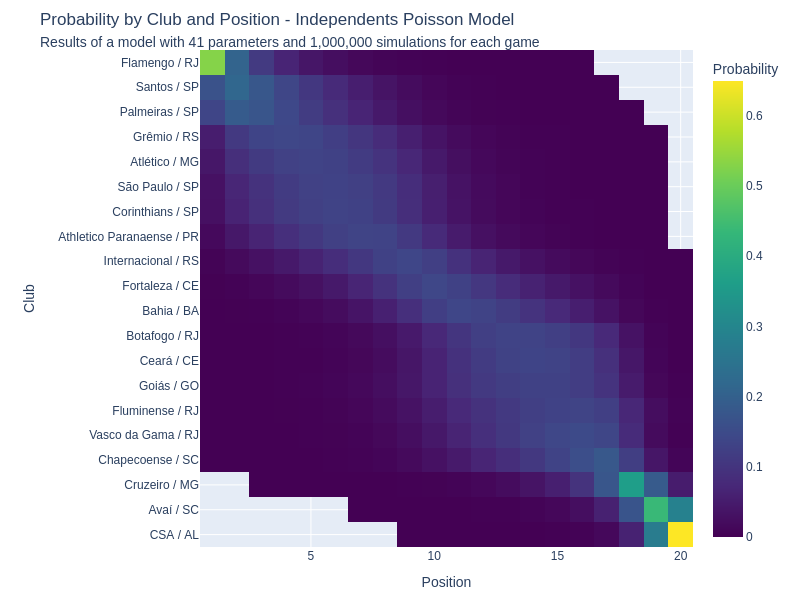 Probability by Club and Position - Independents Poisson Model
Results of a model with 41 parameters and 1,000,000 simulations for each game
Probability
Flamengo / RJ
Santos / SP
Palmeiras / SP
Grêmio / RS
Atlético / MG
São Paulo / SP
Corinthians / SP
Athletico Paranaense / PR
Internacional / RS
Fortaleza / CE
Bahia / BA
Botafogo / RJ
Ceará / CE
Goiás / GO
Fluminense / RJ
Vasco da Gama / RJ
Chapecoense / SC
Cruzeiro / MG
Avaí / SC
CSA / AL
Club
5
10
15
20
Position
0.6
0.5
0.4
0.3
0.2
0.1
0